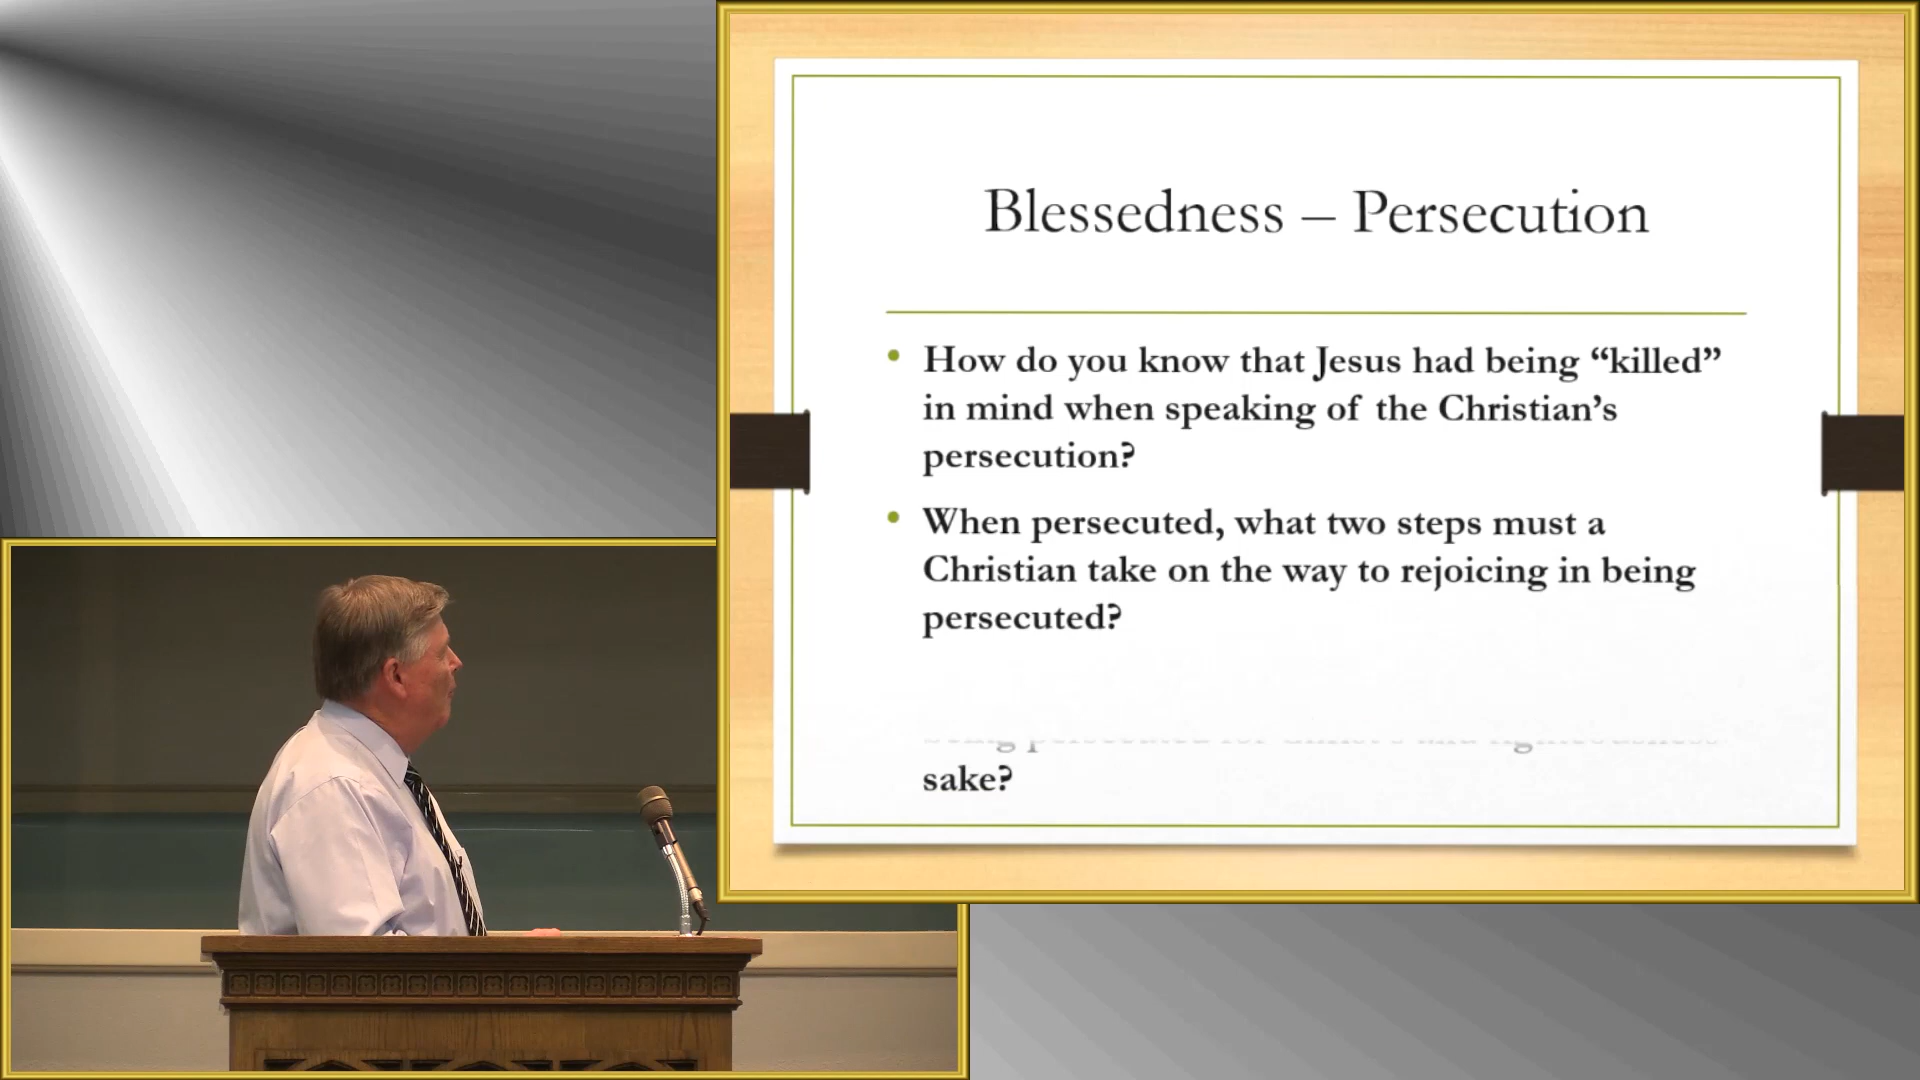 Blessedness – Persecution
• How do you know that Jesus had being “killed”
in mind when speaking of the Christian’s
persecution?
• When persecuted, what two steps must a
Christian take on the way to rejoicing in being
persecuted?
sake?